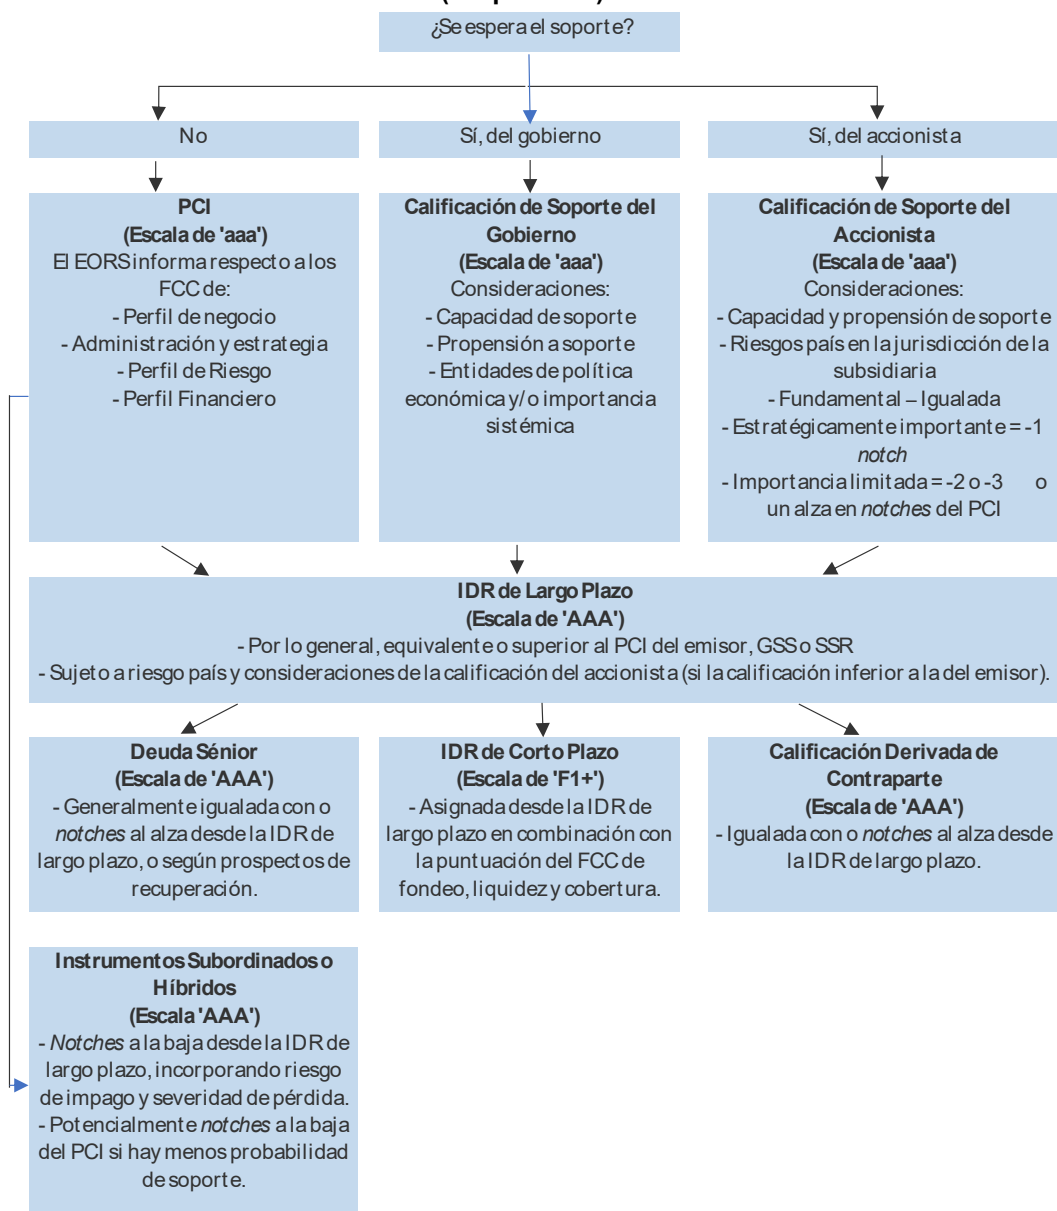 ¿Se espera el soporte?
No
Sí, del gobierno
Sí, del accionista
PCI
(Escala de 'aaa')
El EORS informa respecto a los
FCC de:
- Perfil de negocio
- Administración y estrategia
- Perfil de Riesgo
- Perfil Financiero
Calificación de Soporte del
Gobierno
(Escala de 'aaa')
Consideraciones:
- Capacidad de soporte
- Propensión a soporte
- Entidades de política
económica y/o importancia
sistémica
Calificación de Soporte del
Accionista
(Escala de 'aaa')
Consideraciones:
- Capacidad y propensión de soporte
- Riesgos país en la jurisdicción de la
subsidiaria
- Fundamental – Igualada
- Estratégicamente importante = -1
notch
- Importancia limitada = -2 o -3 o
un alza en notches del PCI
IDR de Largo Plazo
(Escala de 'AAA')
- Por lo general, equivalente o superior al PCI del emisor, GSS o SSR
- Sujeto a riesgo país y consideraciones de la calificación del accionista (si la calificación inferior a la del emisor).
Deuda Sénior
(Escala de 'AAA')
- Generalmente igualada con o
notches al alza desde la IDR de
largo plazo, o según prospectos de
recuperación.
IDR de Corto Plazo
(Escala de 'F1+')
- Asignada desde la IDR de
largo plazo en combinación con
la puntuación del FCC de
fondeo, liquidez y cobertura.
Calificación Derivada de
Contraparte
(Escala de 'AAA')
- Igualada con o notches al alza desde
la IDR de largo plazo.
Instrumentos Subordinados o
Híbridos
(Escala 'AAA')
- Notches a la baja desde la IDR de
largo plazo, incorporando riesgo
de impago y severidad de pérdida.
- Potencialmente notches a la baja
del PCI si hay menos probabilidad
de soporte.